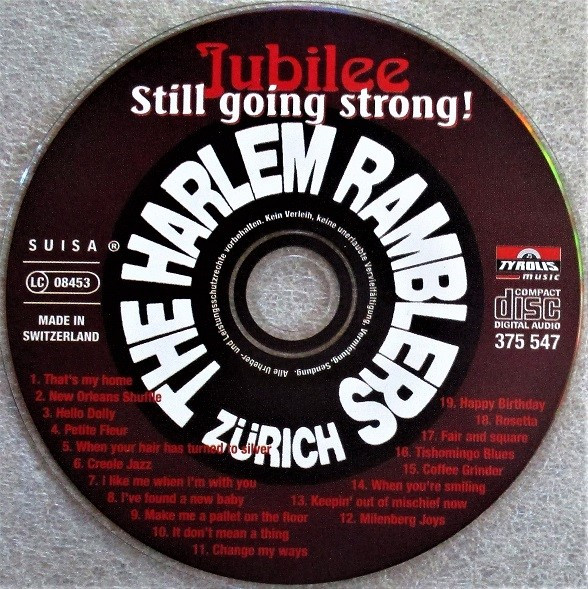 Jubilee
Still going strong!
THE HARLEM RAMBLERS
ZÜRICH
Alle Urheber- und Leistungsschutzrechte vorbehalten. Kein Verleih, keine unerlaubte Vervielfältigung, Vermietung, Sendung.
SUISA ®
LC 08453
MADE IN
SWITZERLAND
TYROLIS
music
COMPACT
disc
DIGITAL AUDIO
375 547
1. That's my home
2. New Orleans Shuffle
3. Hello Dolly
4. Petite Fleur
5. When your hair has turned to silver
6. Creole Jazz
7. I like me when I'm with you
8. I've found a new baby
9. Make me a pallet on the floor
10. It don't mean a thing
11. Change my ways
12. Milenberg Joys
13. Keepin' out of mischief now
14. When you're smiling
15. Coffee Grinder
16. Tishomingo Blues
17. Fair and square
18. Rosetta
19. Happy Birthday